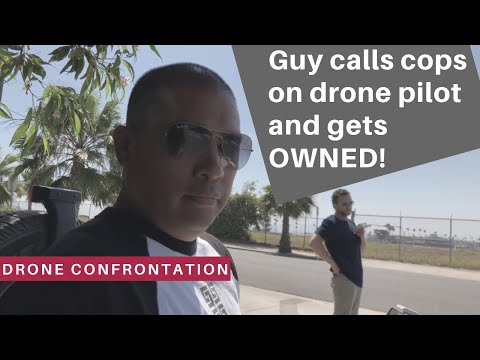 Guy calls cops
on drone pilot
and gets
OWNED!
DRONE CONFRONTATION